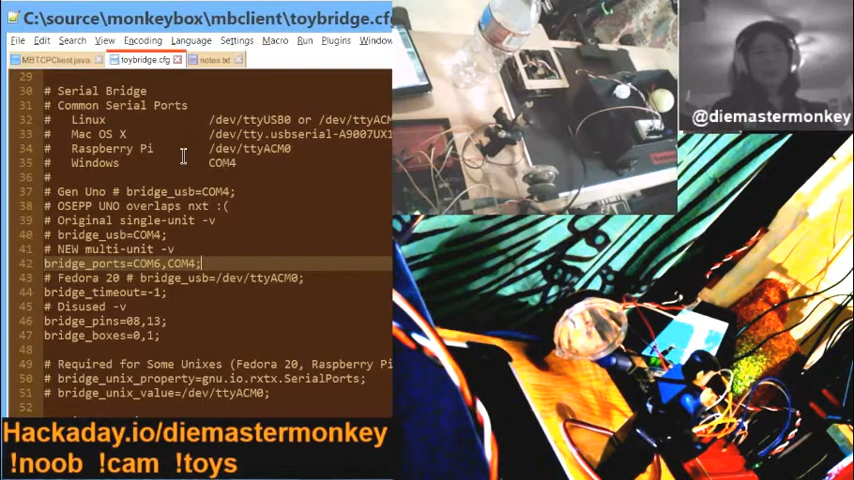 C:\source\monkeybox\mbclient\toybridge.cf
File Edit Search View Encoding Language Settings Macro Run Plugins Window
MBTCPClient.java toybridge.cfg notes.txt
29
30 # Serial Bridge
31 # Common Serial Ports
32 # Linux /dev/ttyUSB0 or /dev/ttyACM
33 # Mac OS X /dev/tty.usbserial-A9007UX1
34 # Raspberry Pi /dev/ttyACM0
35 # Windows COM4
36 #
37 # Gen Uno # bridge_usb=COM4;
38 # OSEPP UNO overlaps nxt :(
39 # Original single-unit -v
40 # bridge_usb=COM4;
41 # NEW multi-unit -v
42 bridge_ports=COM6,COM4;
43 # Fedora 20 # bridge_usb=/dev/ttyACM0;
44 bridge_timeout=-1;
45 # Disused -v
46 bridge_pins=08,13;
47 bridge_boxes=0,1;
48
49 # Required for Some Unixes (Fedora 20, Raspberry Pi
50 # bridge_unix_property=gnu.io.rxtx.SerialPorts;
51 # bridge_unix_value=/dev/ttyACM0;
52
@diemastermonkey
Hackaday.io/diemastermonkey
!noob !cam !toys